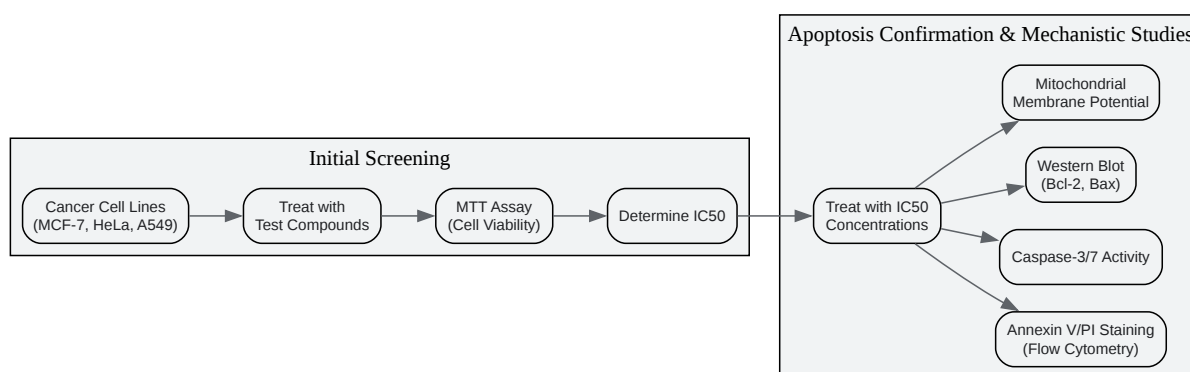 Apoptosis Confirmation & Mechanistic Studies
Mitochondrial
Membrane Potential
Initial Screening
Western Blot
(Bcl-2, Bax)
Cancer Cell Lines
(MCF-7, HeLa, A549)
Treat with
Test Compounds
MTT Assay
(Cell Viability)
Determine IC50
Treat with IC50
Concentrations
Caspase-3/7 Activity
Annexin V/PI Staining
(Flow Cytometry)